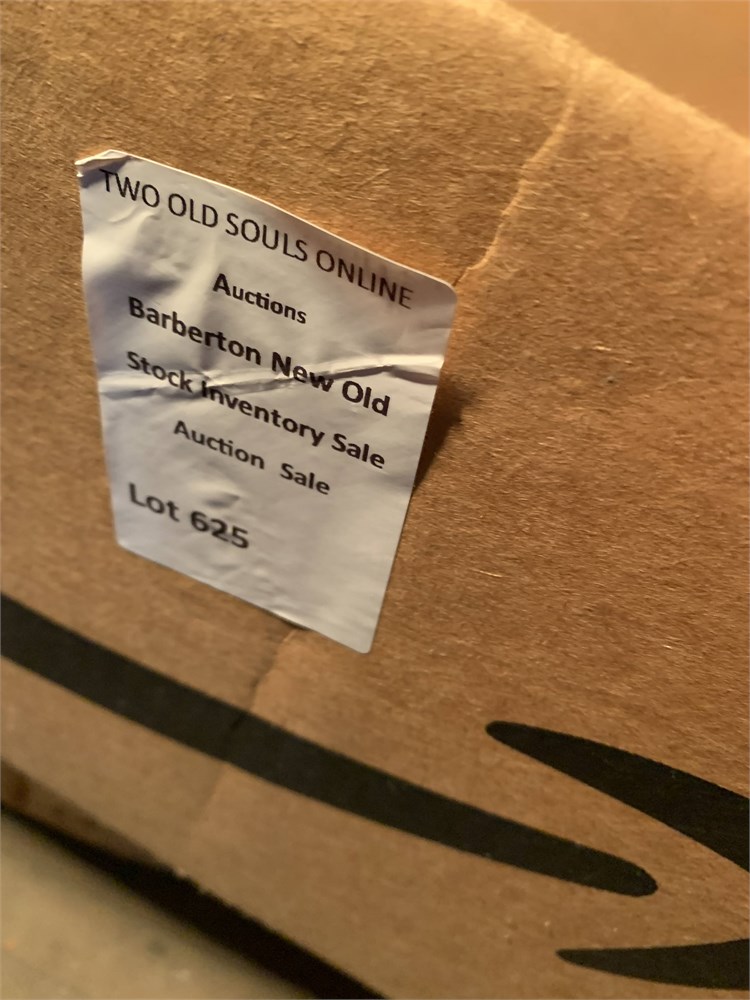 TWO OLD SOULS ONLINE
Auctions
Barberton New Old
Stock Inventory Sale
Auction Sale
Lot 625